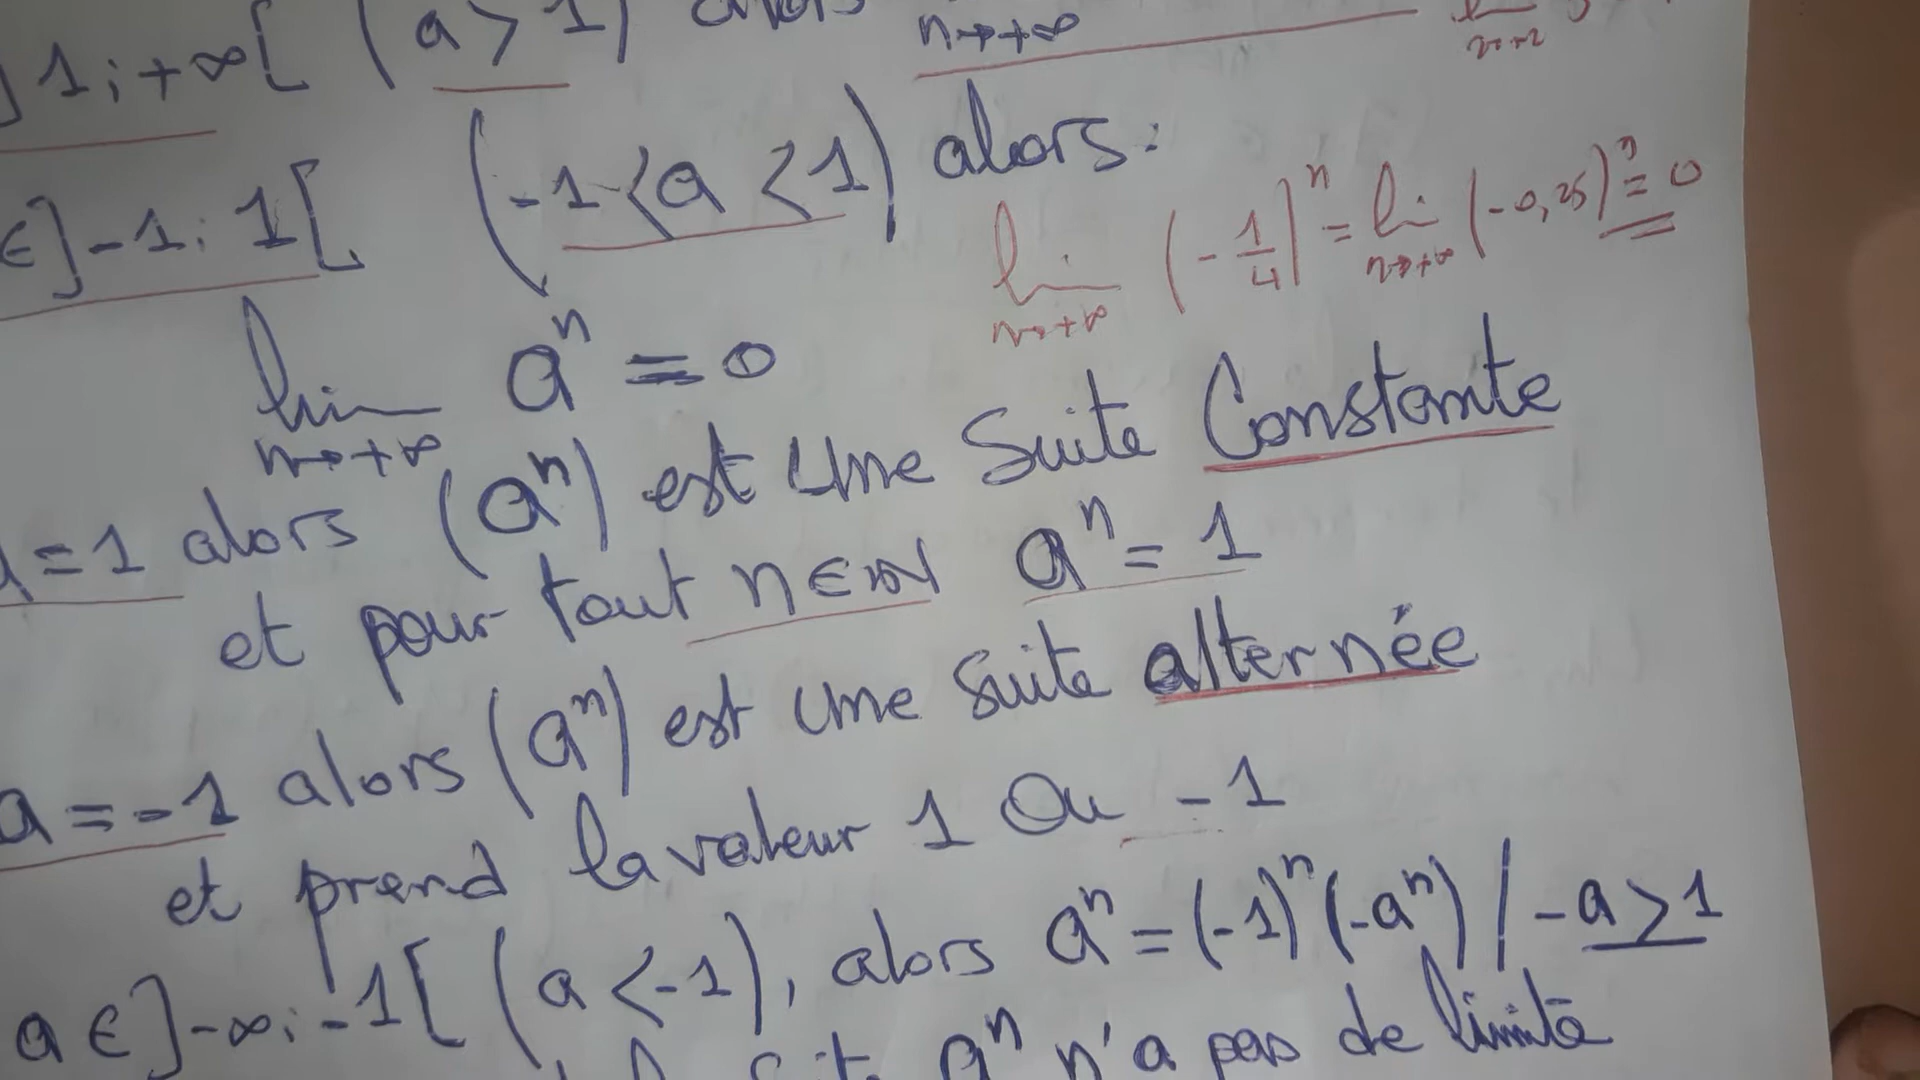 ]1;+∞[ (a>1) alors n→+∞
∈]-1;1[ (-1<a<1) alors:
lim n→+∞ (-1/4)ⁿ = lim n→+∞ (-0,25)ⁿ = 0
lim n→+∞ aⁿ = 0
a=1 alors (aⁿ) est une suite Constante
et pour tout n∈IN aⁿ = 1
a=-1 alors (aⁿ) est une suite alternée
et prend la valeur 1 Ou -1
a∈]-∞;-1[ (a<-1), alors aⁿ = (-1)ⁿ(-aⁿ) / -a>1
aⁿ n'a pas de limite